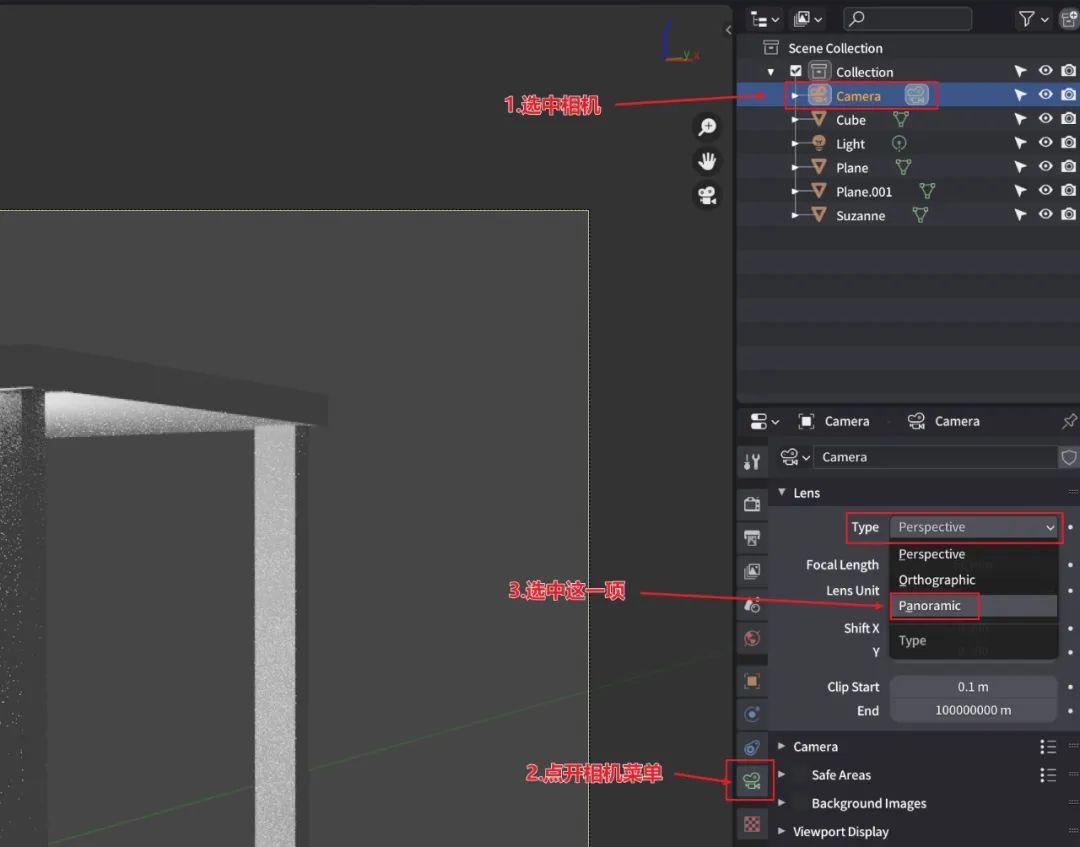 y
x
Scene Collection
Collection
1.选中相机
Camera
Cube
Light
Plane
Plane.001
Suzanne
Camera
Camera
Camera
Lens
Type
Perspective
Perspective
Focal Length
Orthographic
3.选中这一项
Lens Unit
Panoramic
Shift X
Type
Y
Clip Start
0.1 m
End
100000000 m
Camera
2.点开相机菜单
Safe Areas
Background Images
Viewport Display